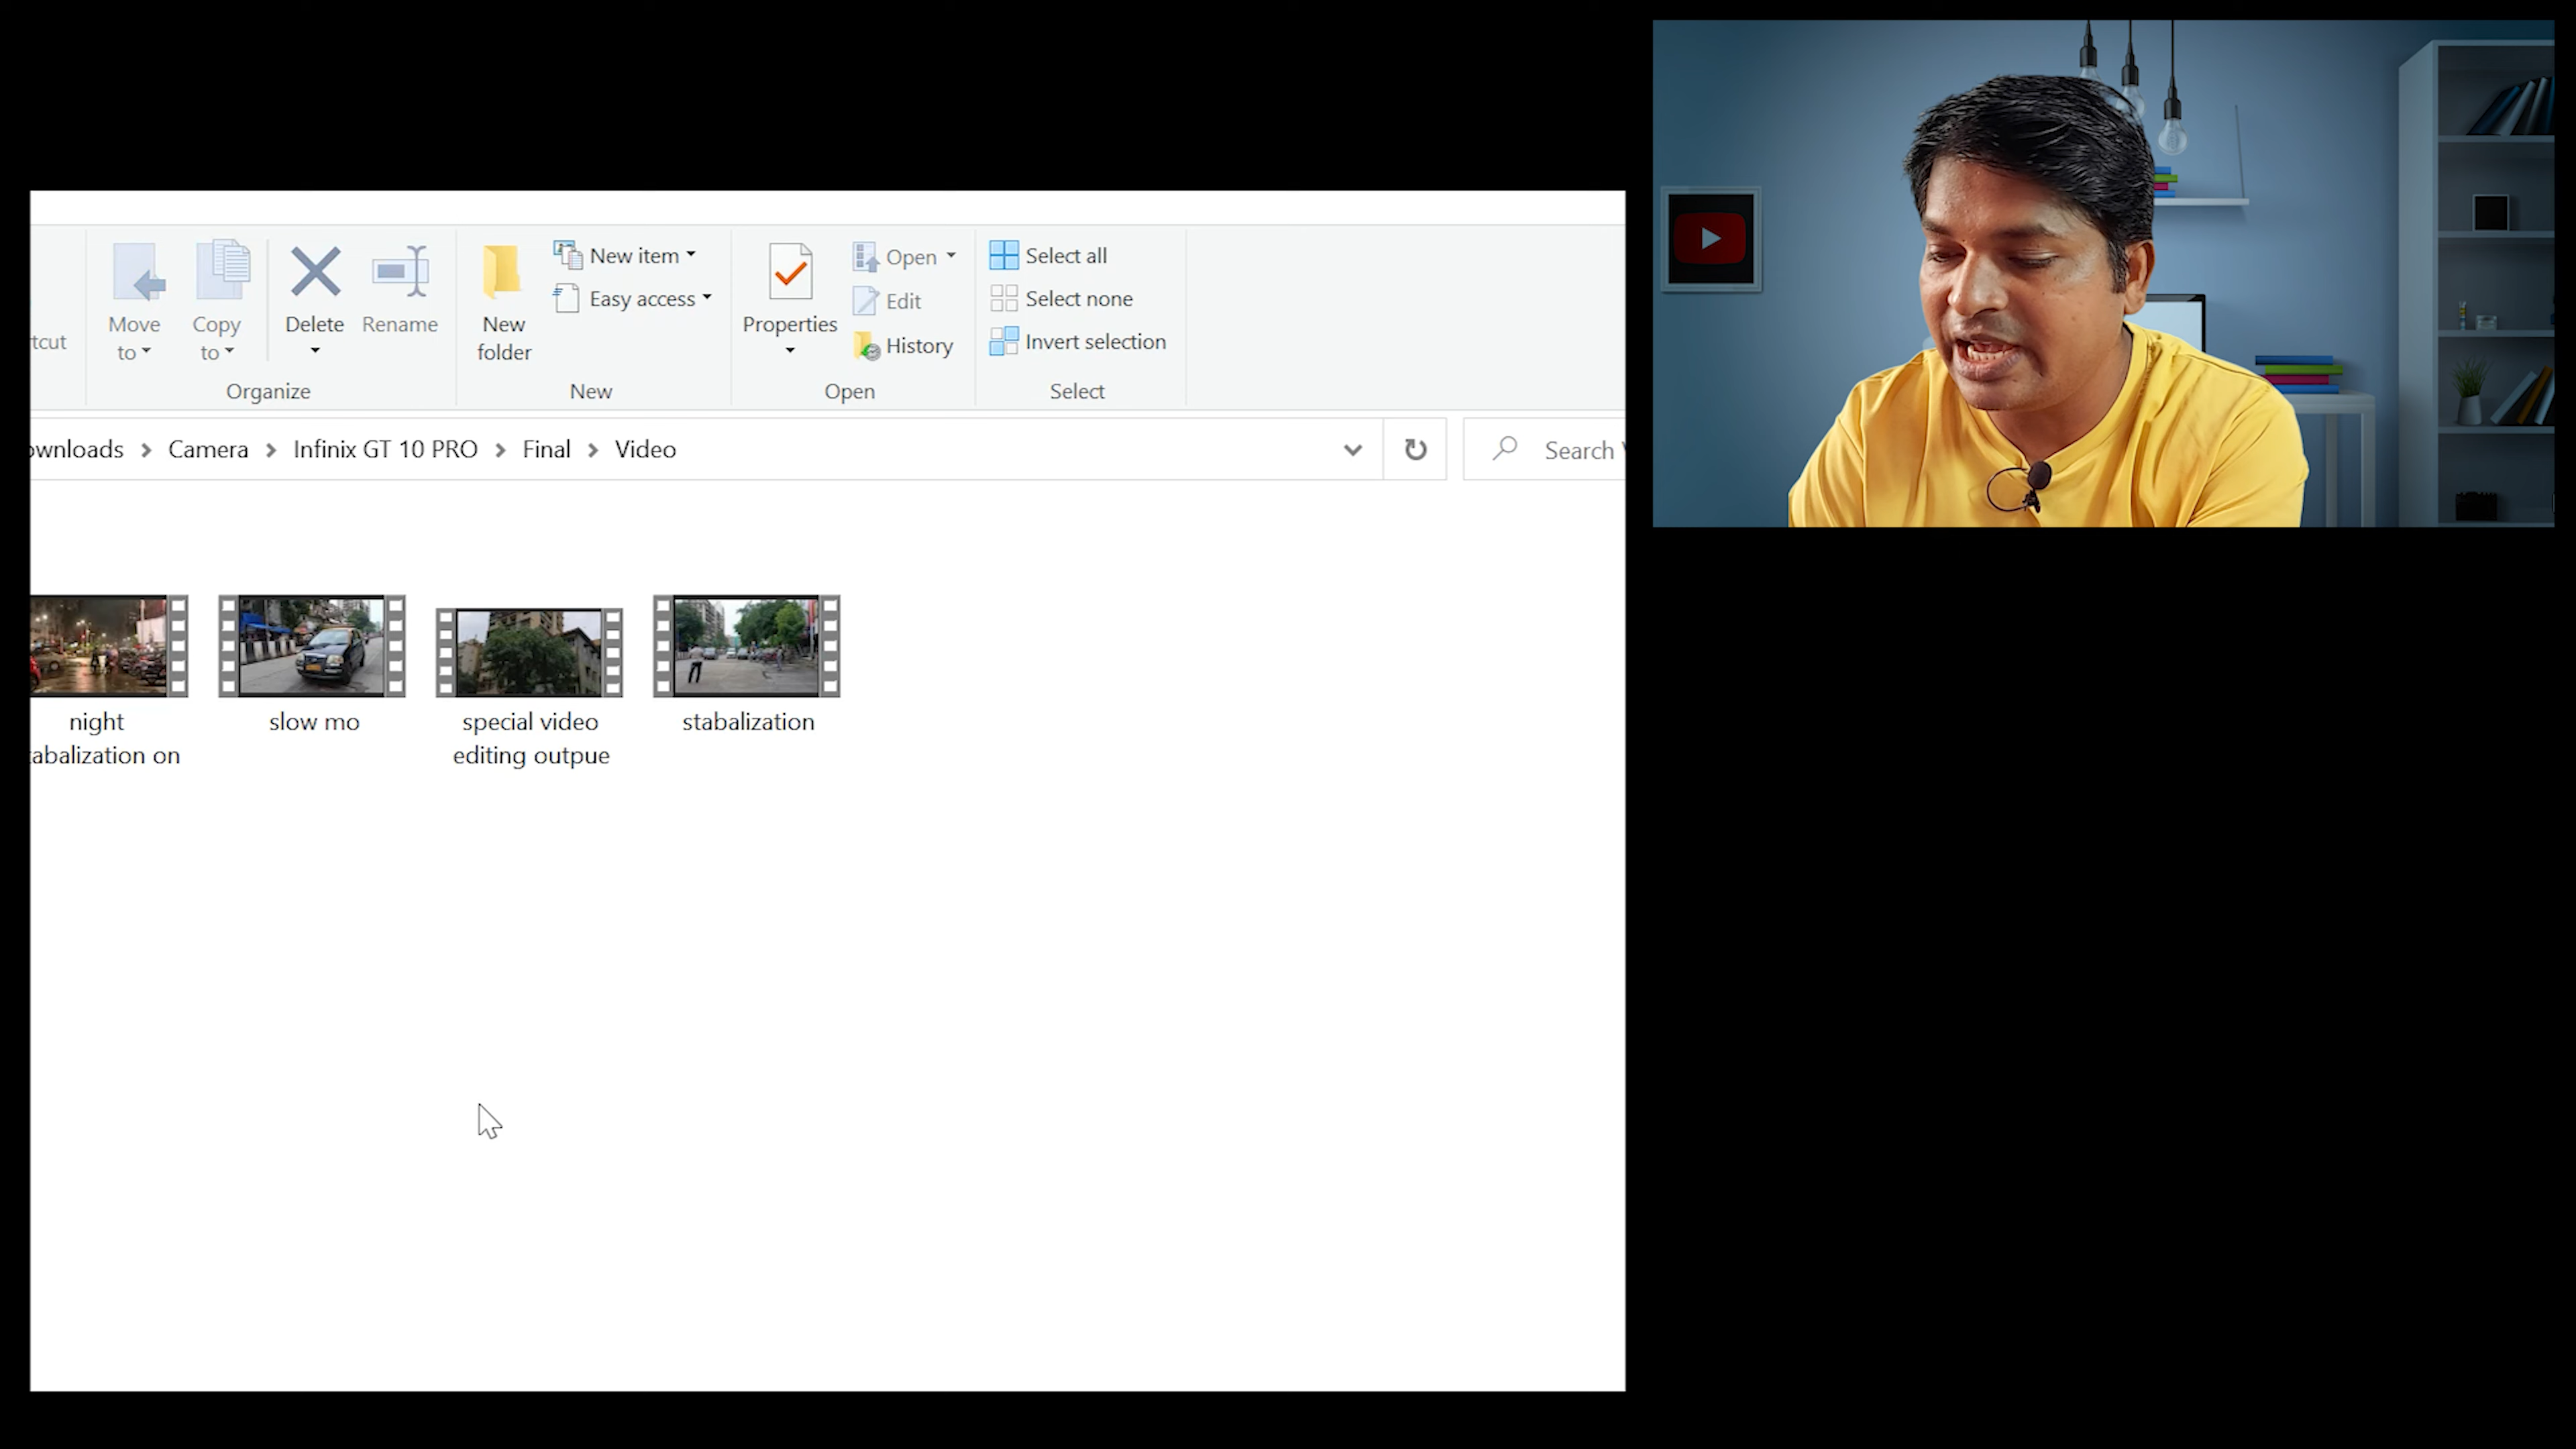 tcut
Move to
Copy to
Delete
Rename
Organize
New folder
New item
Easy access
New
Properties
Open
Edit
History
Open
Select all
Select none
Invert selection
Select
ownloads > Camera > Infinix GT 10 PRO > Final > Video
Search
night
abalization on
slow mo
special video
editing outpue
stabalization